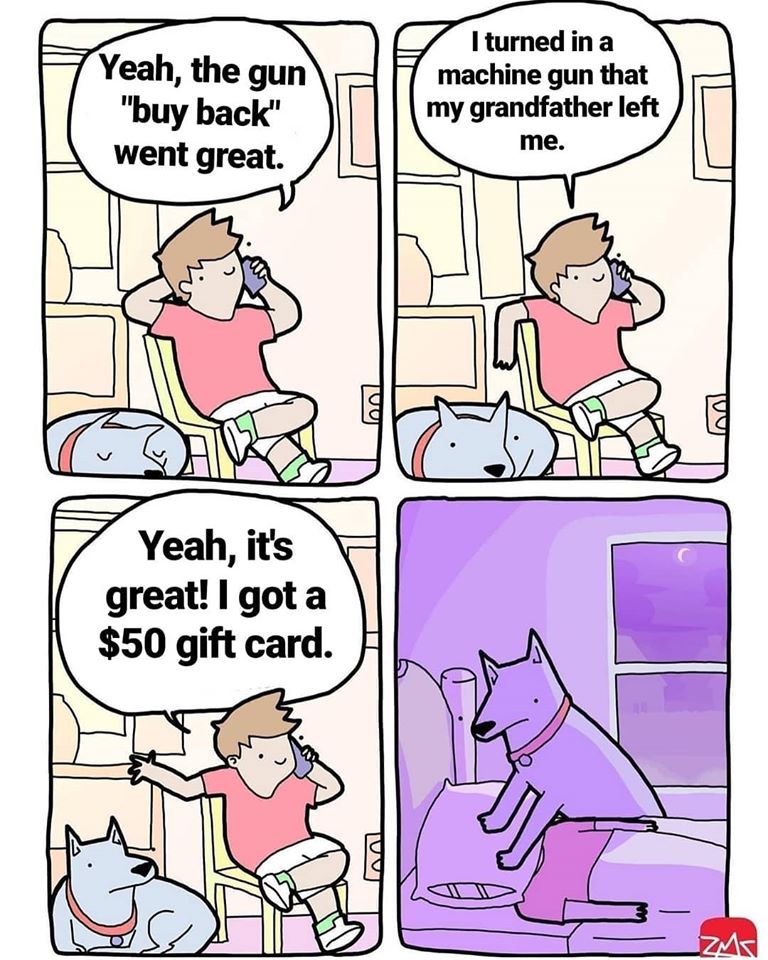 Yeah, the gun
"buy back"
went great.
I turned in a
machine gun that
my grandfather left
me.
Yeah, it's
great! I got a
$50 gift card.